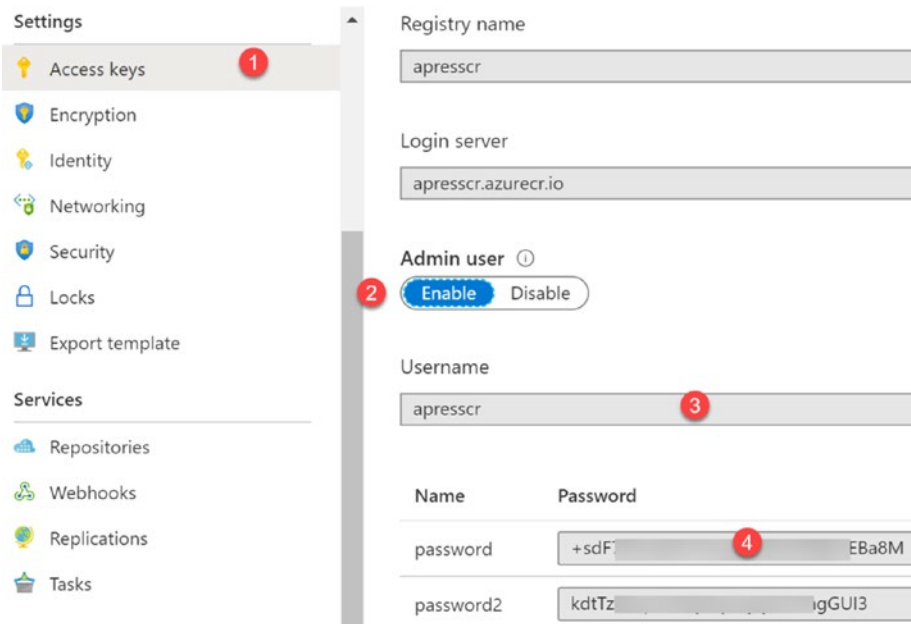 Settings
Access keys 1
Encryption
Identity
Networking
Security
Locks
Export template
Services
Repositories
Webhooks
Replications
Tasks
Registry name
apresscr
Login server
apresscr.azurecr.io
Admin user
2 Enable Disable
Username
apresscr 3
Name Password
password +sdF 4 EBa8M
password2 kdtTz gGUI3